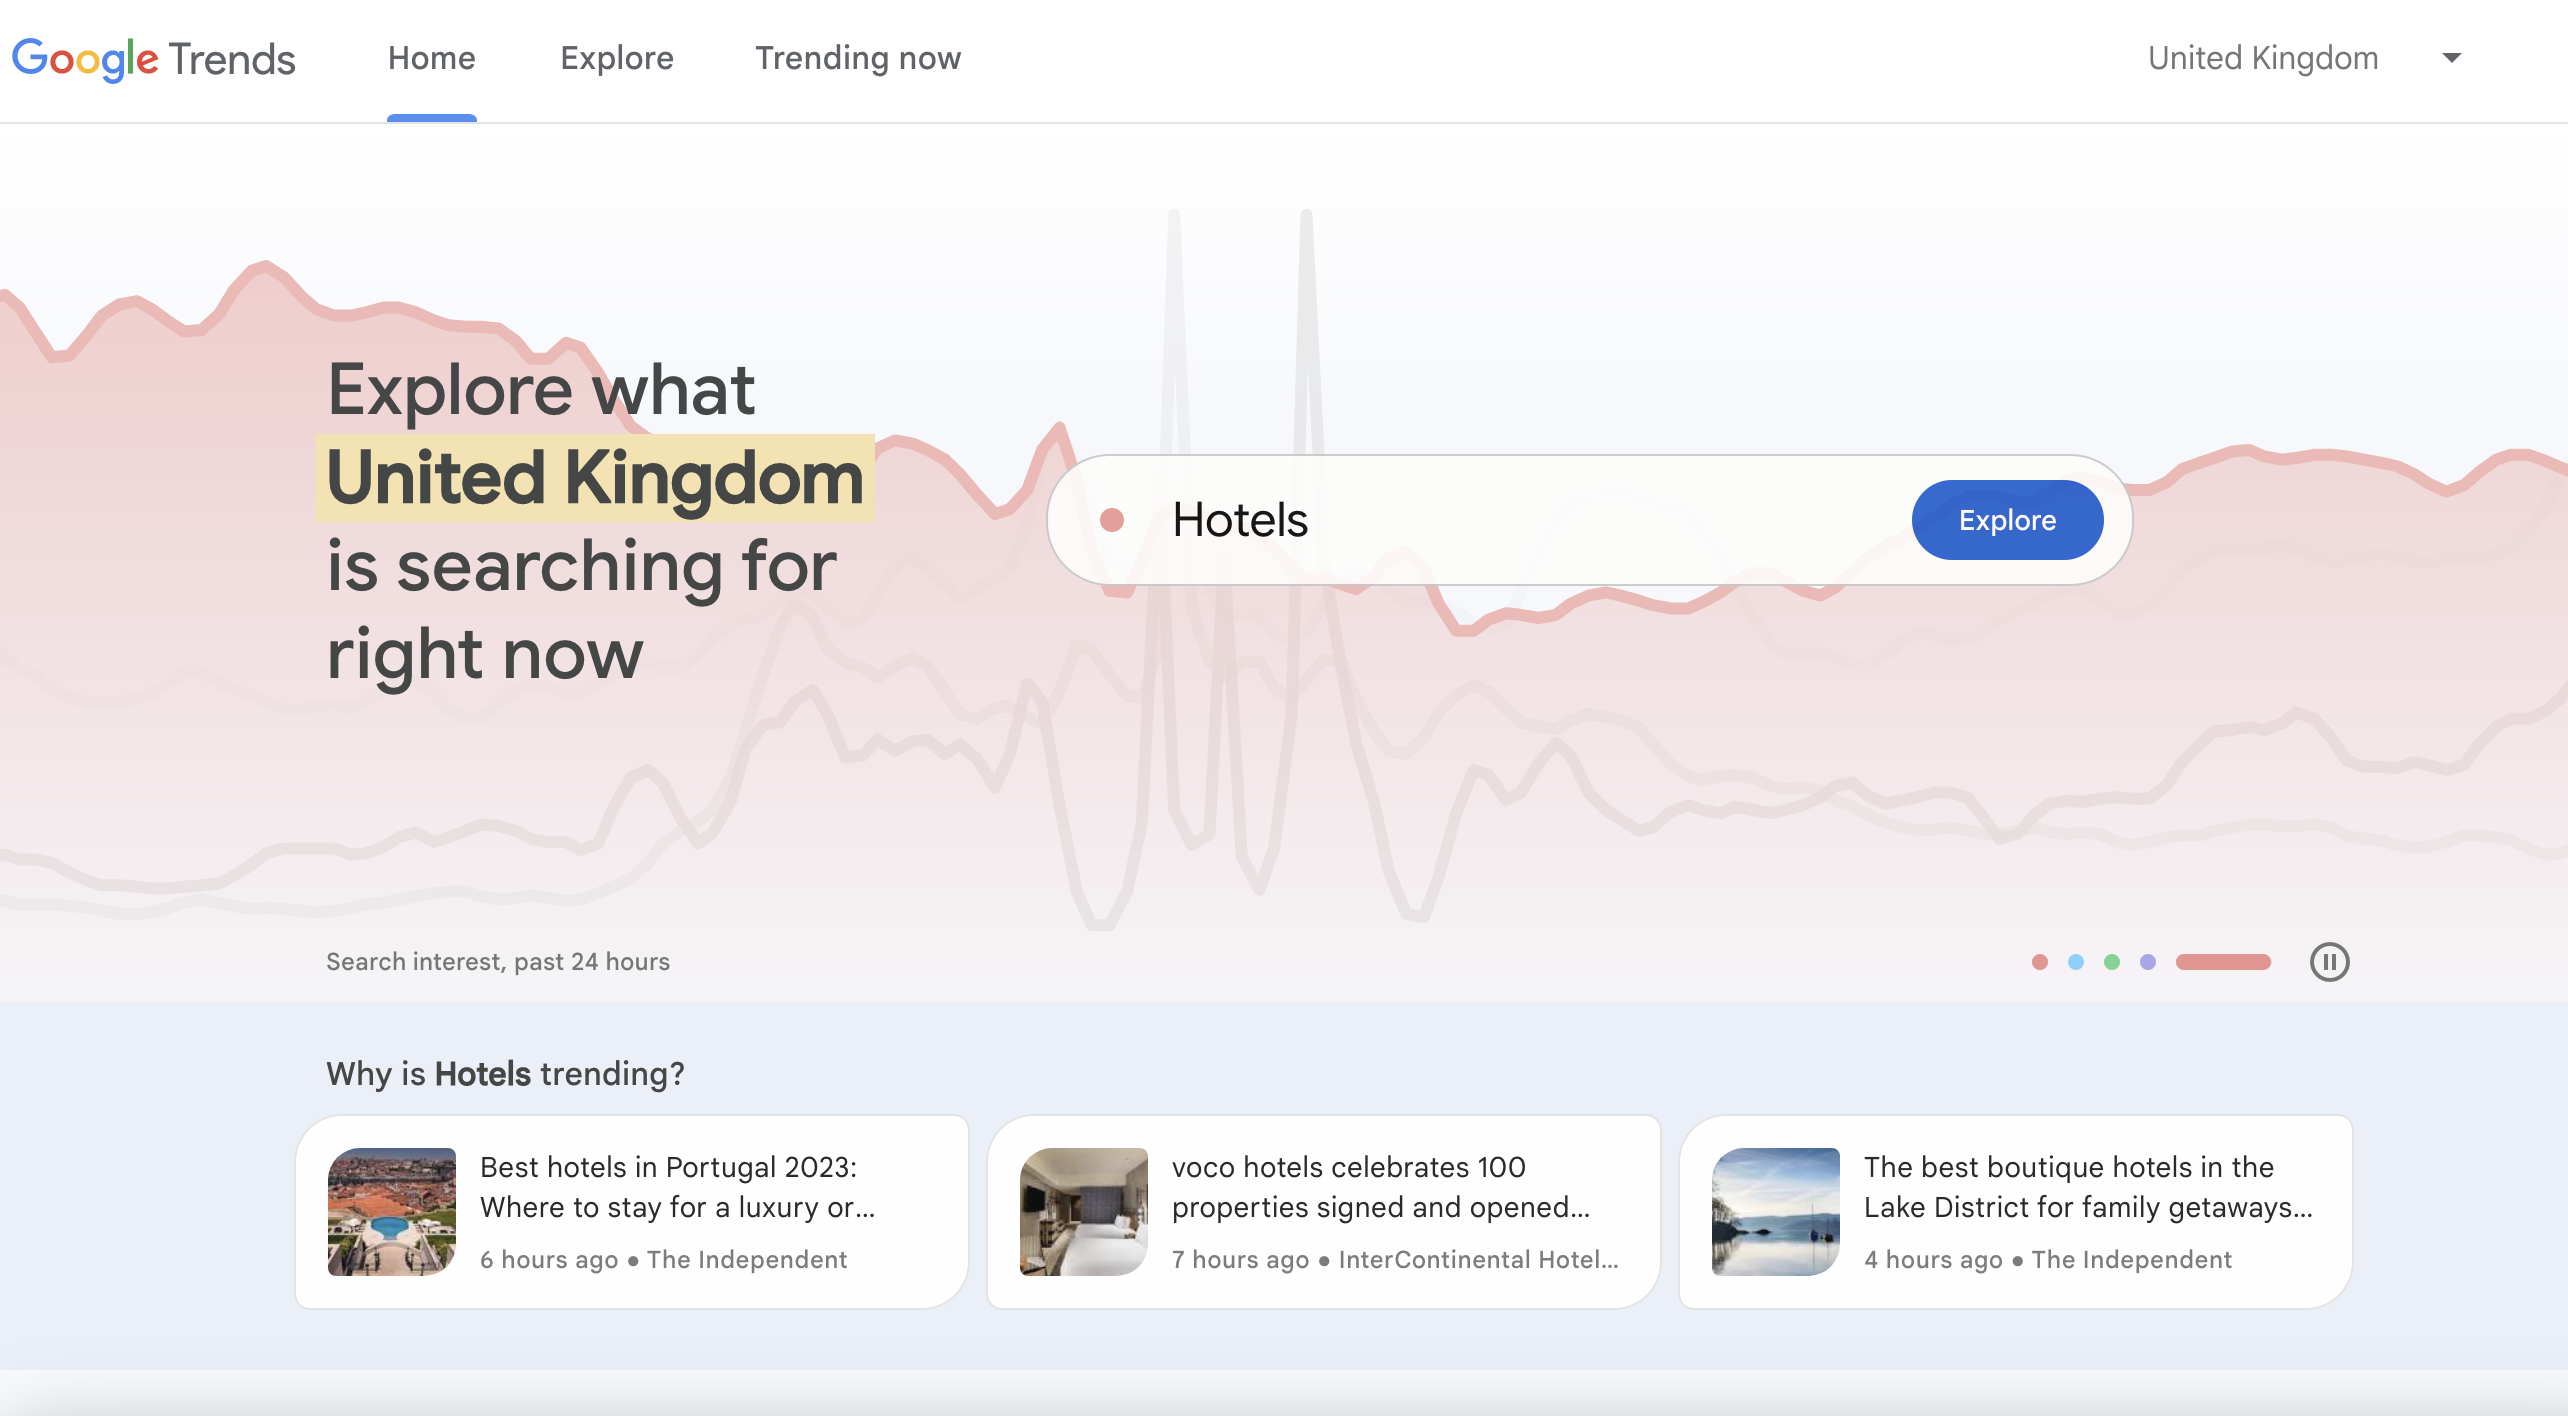 Google Trends
Home
Explore
Trending now
United Kingdom
Explore what
United Kingdom
is searching for
right now
Hotels
Explore
Search interest, past 24 hours
Why is Hotels trending?
Best hotels in Portugal 2023:
Where to stay for a luxury or...
6 hours ago ● The Independent
voco hotels celebrates 100
properties signed and opened...
7 hours ago ● InterContinental Hotel...
The best boutique hotels in the
Lake District for family getaways...
4 hours ago ● The Independent